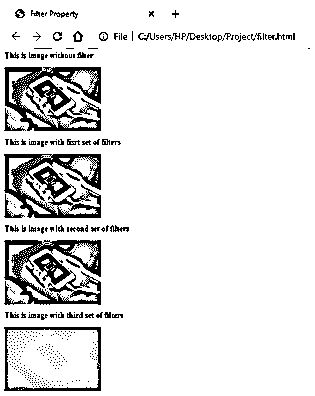 Filter Property
File | C:/Users/HP/Desktop/Project/filter.html
This is image without filter
This is image with first set of filters
This is image with second set of filters
This is image with third set of filters